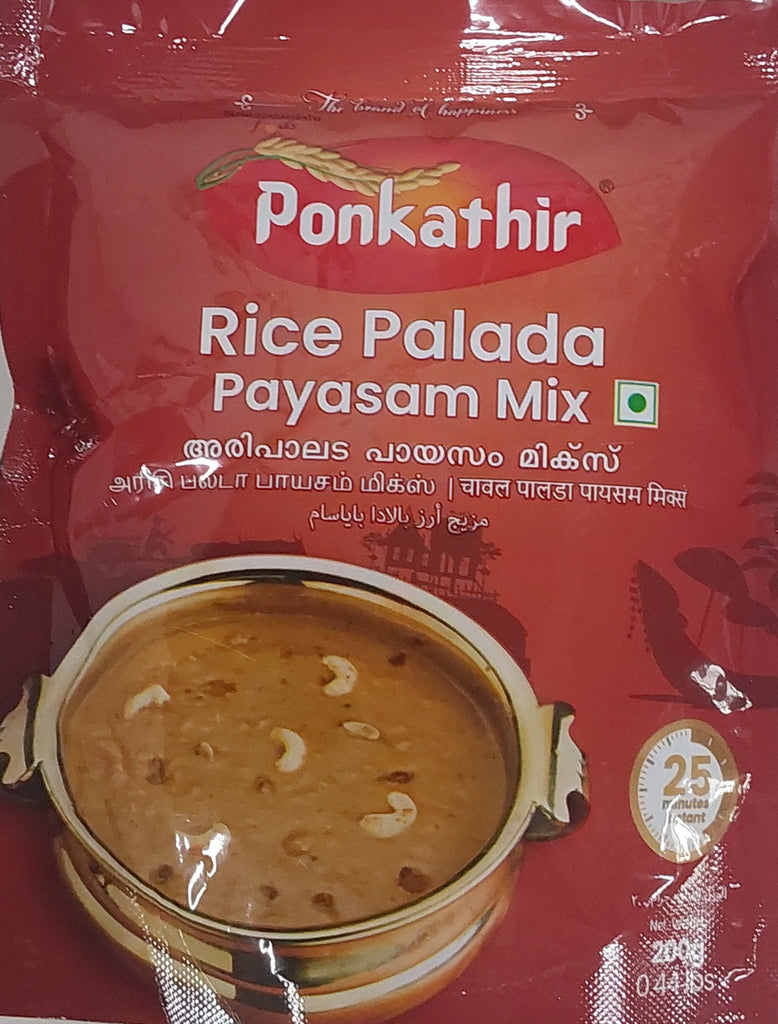 The brand of happiness
Ponkathir ®
Rice Palada
Payasam Mix
അരിപാലട പായസം മിക്സ്
அரிசி பலடா பாயசம் மிக்ஸ் | चावल पालडा पायसम मिक्स
مزيج أرز بالادا باياسام
25
minutes
Net
200g
0.44 lbs